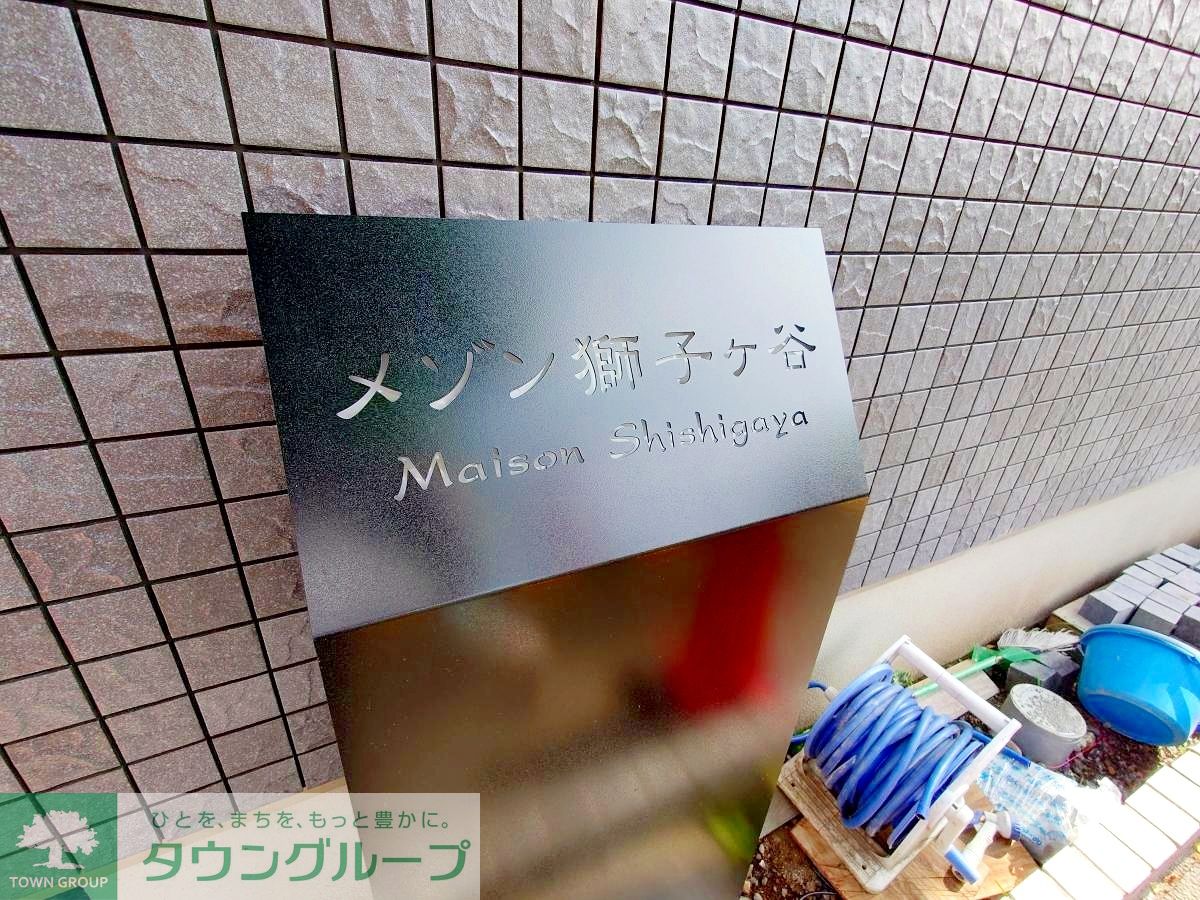 メゾン獅子ヶ谷
Maison Shishigaya
ひとを、まちを、もっと豊かに。
タウングループ
TOWN GROUP